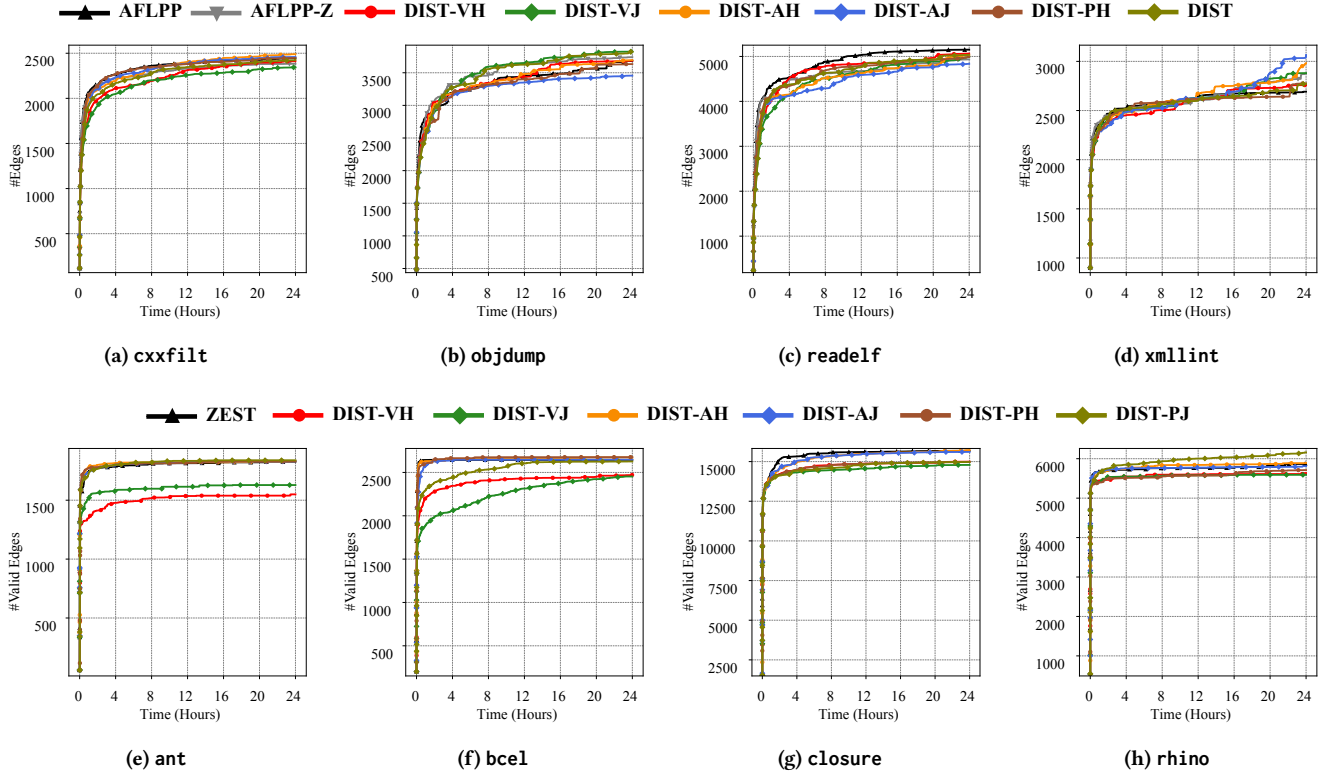 AFLPP AFLPP-Z DIST-VH DIST-VJ DIST-AH DIST-AJ DIST-PH DIST
#Edges
2500
2000
1500
1000
500
0 4 8 12 16 20 24
Time (Hours)
(a) cxxfilt
#Edges
3500
3000
2500
2000
1500
1000
500
0 4 8 12 16 20 24
Time (Hours)
(b) objdump
#Edges
5000
4000
3000
2000
4000
1000
0 4 8 12 16 20 24
Time (Hours)
(c) readelf
#Edges
3000
2500
2000
1500
1000
0 4 8 12 16 20 24
Time (Hours)
(d) xmllint
ZEST DIST-VH DIST-VJ DIST-AH DIST-AJ DIST-PH DIST-PJ
#Valid Edges
1500
1000
500
0 4 8 12 16 20 24
Time (Hours)
(e) ant
#Valid Edges
2500
2000
1500
1000
500
0 4 8 12 16 20 24
Time (Hours)
(f) bcel
#Valid Edges
15000
12500
10000
7500
5000
2500
0 4 8 12 16 20 24
Time (Hours)
(g) closure
#Valid Edges
6000
5000
4000
3000
2000
1000
0 4 8 12 16 20 24
Time (Hours)
(h) rhino